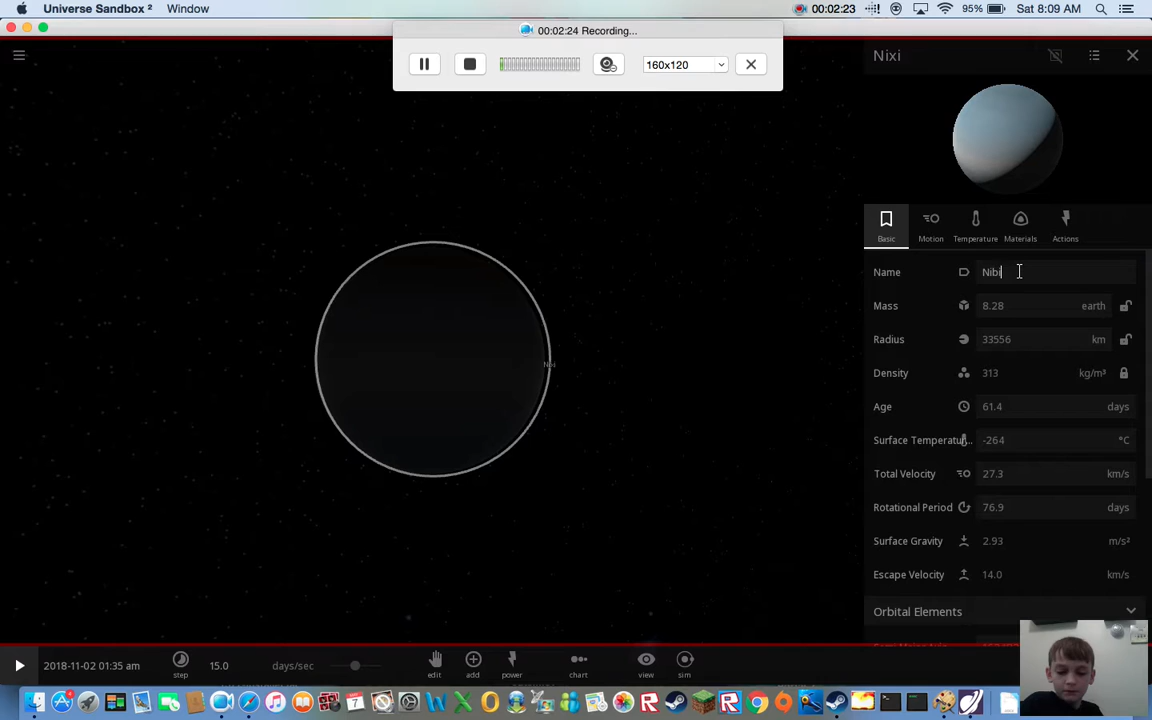 Universe Sandbox ² Window
00:02:23 95% Sat 8:09 AM
00:02:24 Recording...
160x120
Nixi
Basic Motion Temperature Materials Actions
Name Nibi
Mass 8.28 earth
Radius 33556 km
Nixi
Density 313 kg/m³
Age 61.4 days
Surface Temperatur... -264 °C
Total Velocity 27.3 km/s
Rotational Period 76.9 days
Surface Gravity 2.93 m/s²
Escape Velocity 14.0 km/s
Orbital Elements
2018-11-02 01:35 am step 15.0 days/sec edit add power chart view sim